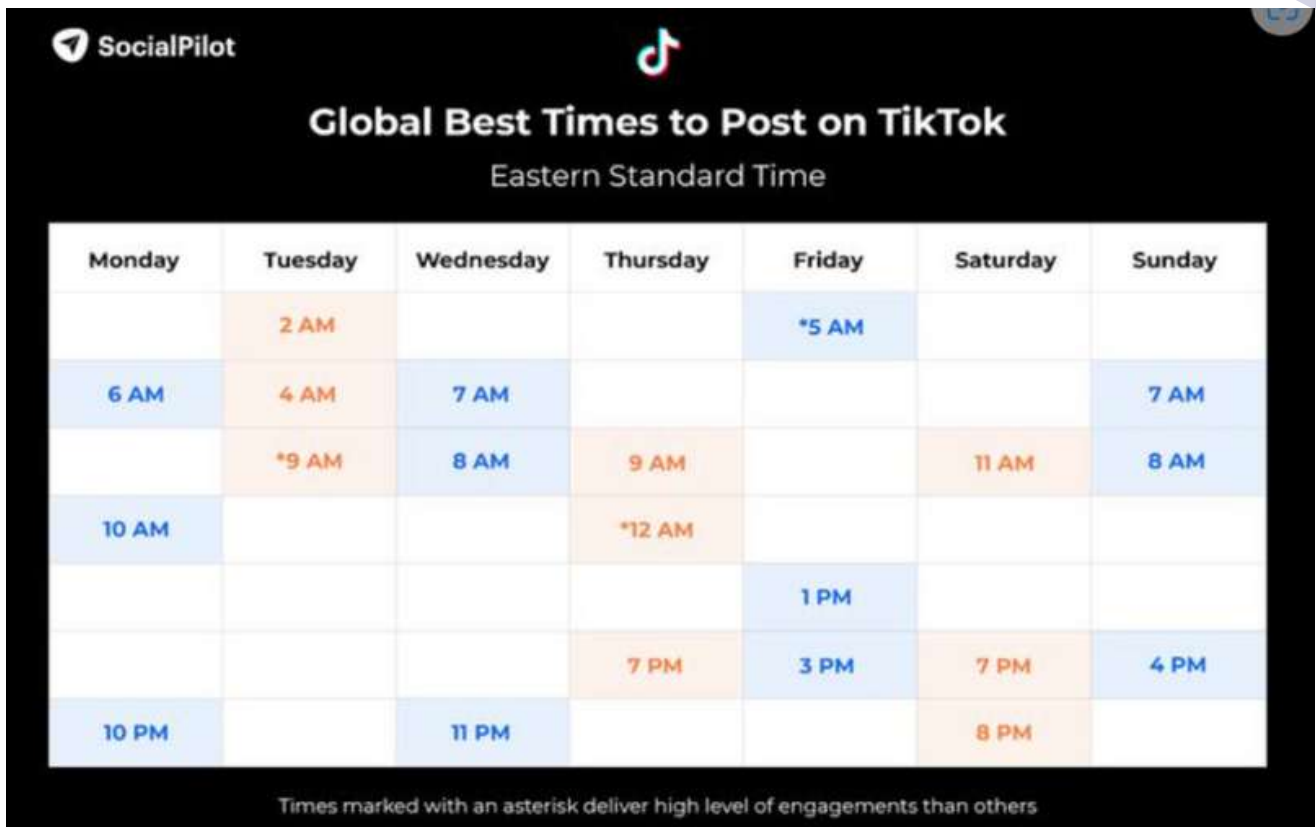 SocialPilot
Global Best Times to Post on TikTok
Eastern Standard Time
Monday Tuesday Wednesday Thursday Friday Saturday Sunday
2 AM *5 AM
6 AM 4 AM 7 AM 7 AM
*9 AM 8 AM 9 AM 11 AM 8 AM
10 AM *12 AM
1 PM
7 PM 3 PM 7 PM 4 PM
10 PM 11 PM 8 PM
Times marked with an asterisk deliver high level of engagements than others